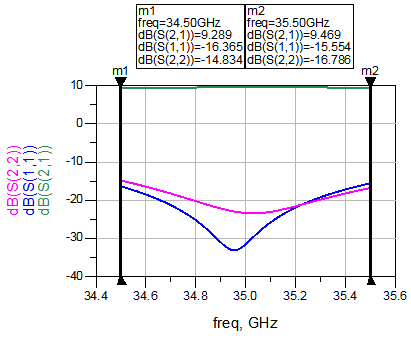 m1
freq=34.50GHz
dB(S(2,1))=9.289
dB(S(1,1))=-16.365
dB(S(2,2))=-14.834
m2
freq=35.50GHz
dB(S(2,1))=9.469
dB(S(1,1))=-15.554
dB(S(2,2))=-16.786
m1
m2
10
0
-10
-20
-30
-40
dB(S(2,2))
dB(S(1,1))
dB(S(2,1))
34.4 34.6 34.8 35.0 35.2 35.4 35.6
freq, GHz